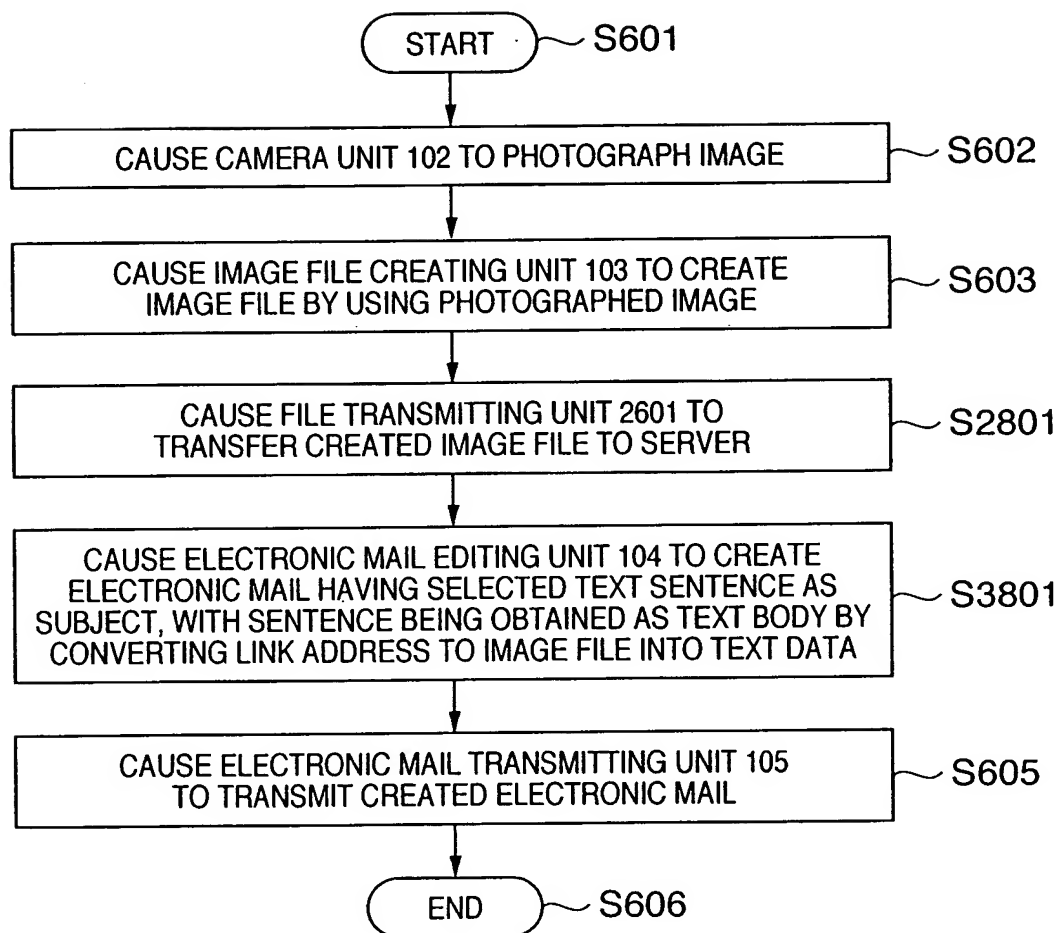 START
S601
CAUSE CAMERA UNIT 102 TO PHOTOGRAPH IMAGE
S602
CAUSE IMAGE FILE CREATING UNIT 103 TO CREATE
IMAGE FILE BY USING PHOTOGRAPHED IMAGE
S603
CAUSE FILE TRANSMITTING UNIT 2601 TO
TRANSFER CREATED IMAGE FILE TO SERVER
S2801
CAUSE ELECTRONIC MAIL EDITING UNIT 104 TO CREATE
ELECTRONIC MAIL HAVING SELECTED TEXT SENTENCE AS
SUBJECT, WITH SENTENCE BEING OBTAINED AS TEXT BODY BY
CONVERTING LINK ADDRESS TO IMAGE FILE INTO TEXT DATA
S3801
CAUSE ELECTRONIC MAIL TRANSMITTING UNIT 105
TO TRANSMIT CREATED ELECTRONIC MAIL
S605
END
S606